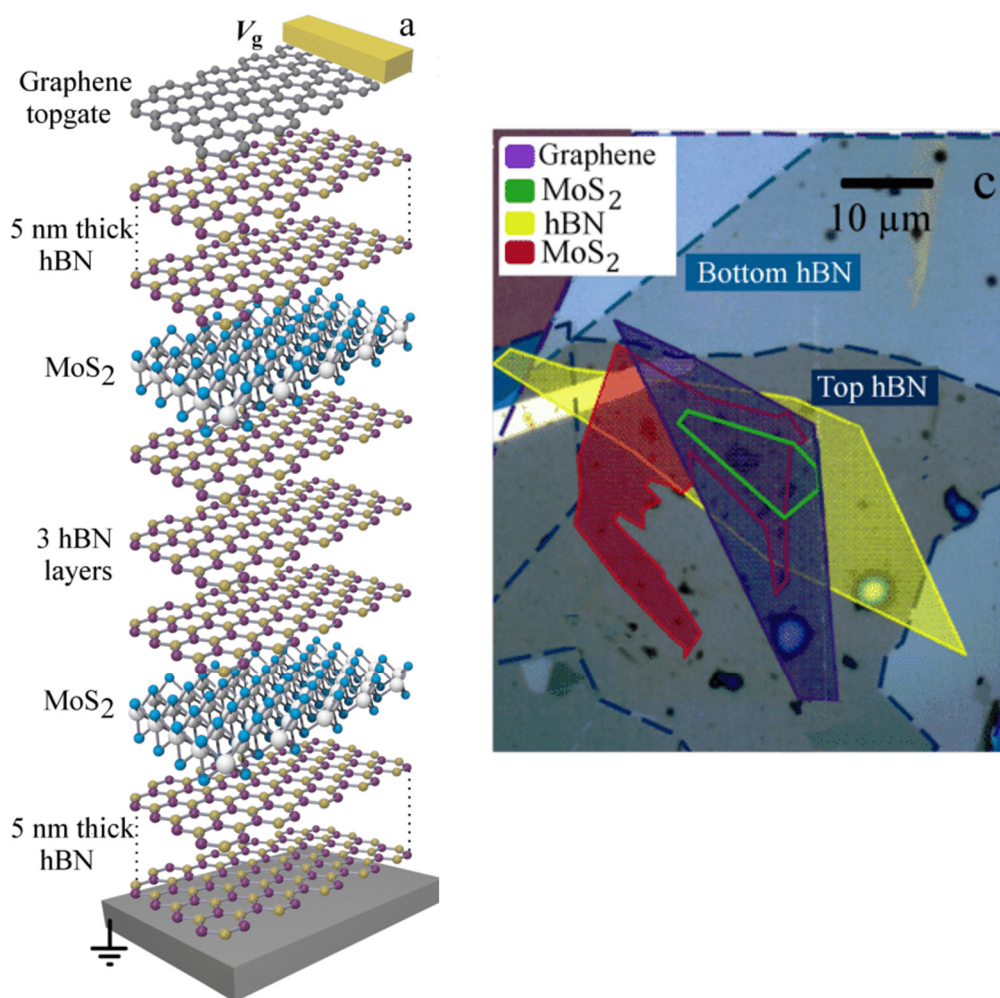 a
V_g
Graphene
topgate
5 nm thick
hBN
MoS₂
3 hBN
layers
MoS₂
5 nm thick
hBN
c
Graphene
MoS₂
hBN
MoS₂
10 µm
Bottom hBN
Top hBN